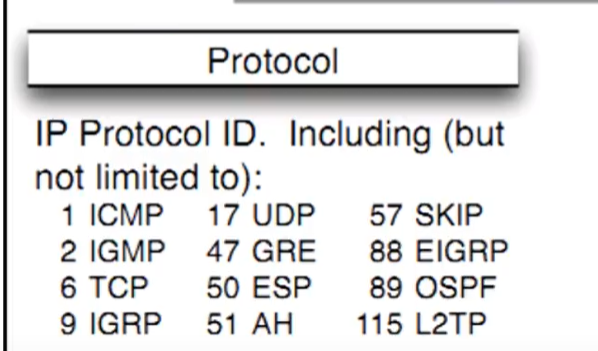 Protocol
IP Protocol ID. Including (but
not limited to):
1 ICMP 17 UDP 57 SKIP
2 IGMP 47 GRE 88 EIGRP
6 TCP 50 ESP 89 OSPF
9 IGRP 51 AH 115 L2TP